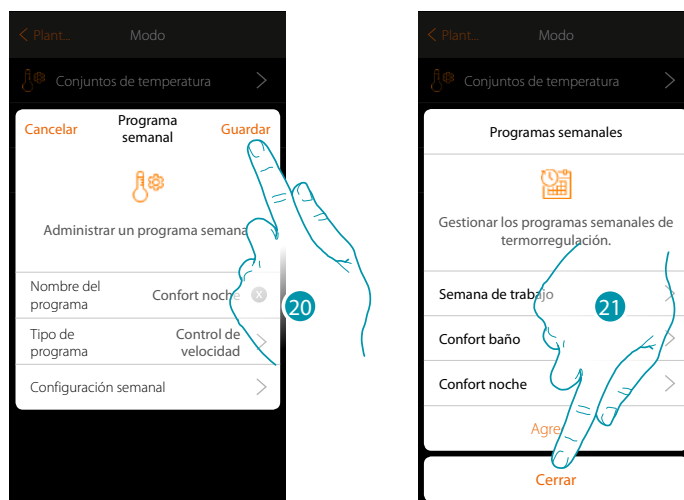 < Plant... Modo
Conjuntos de temperatura >
Cancelar Programa semanal Guardar
Administrar un programa semana
Nombre del programa Confort noche x
Tipo de programa Control de velocidad >
Configuración semanal >
20
< Plant... Modo
Conjuntos de temperatura >
Programas semanales
Gestionar los programas semanales de
termorregulación.
Semana de trabajo >
Confort baño >
Confort noche >
Agre
Cerrar
21